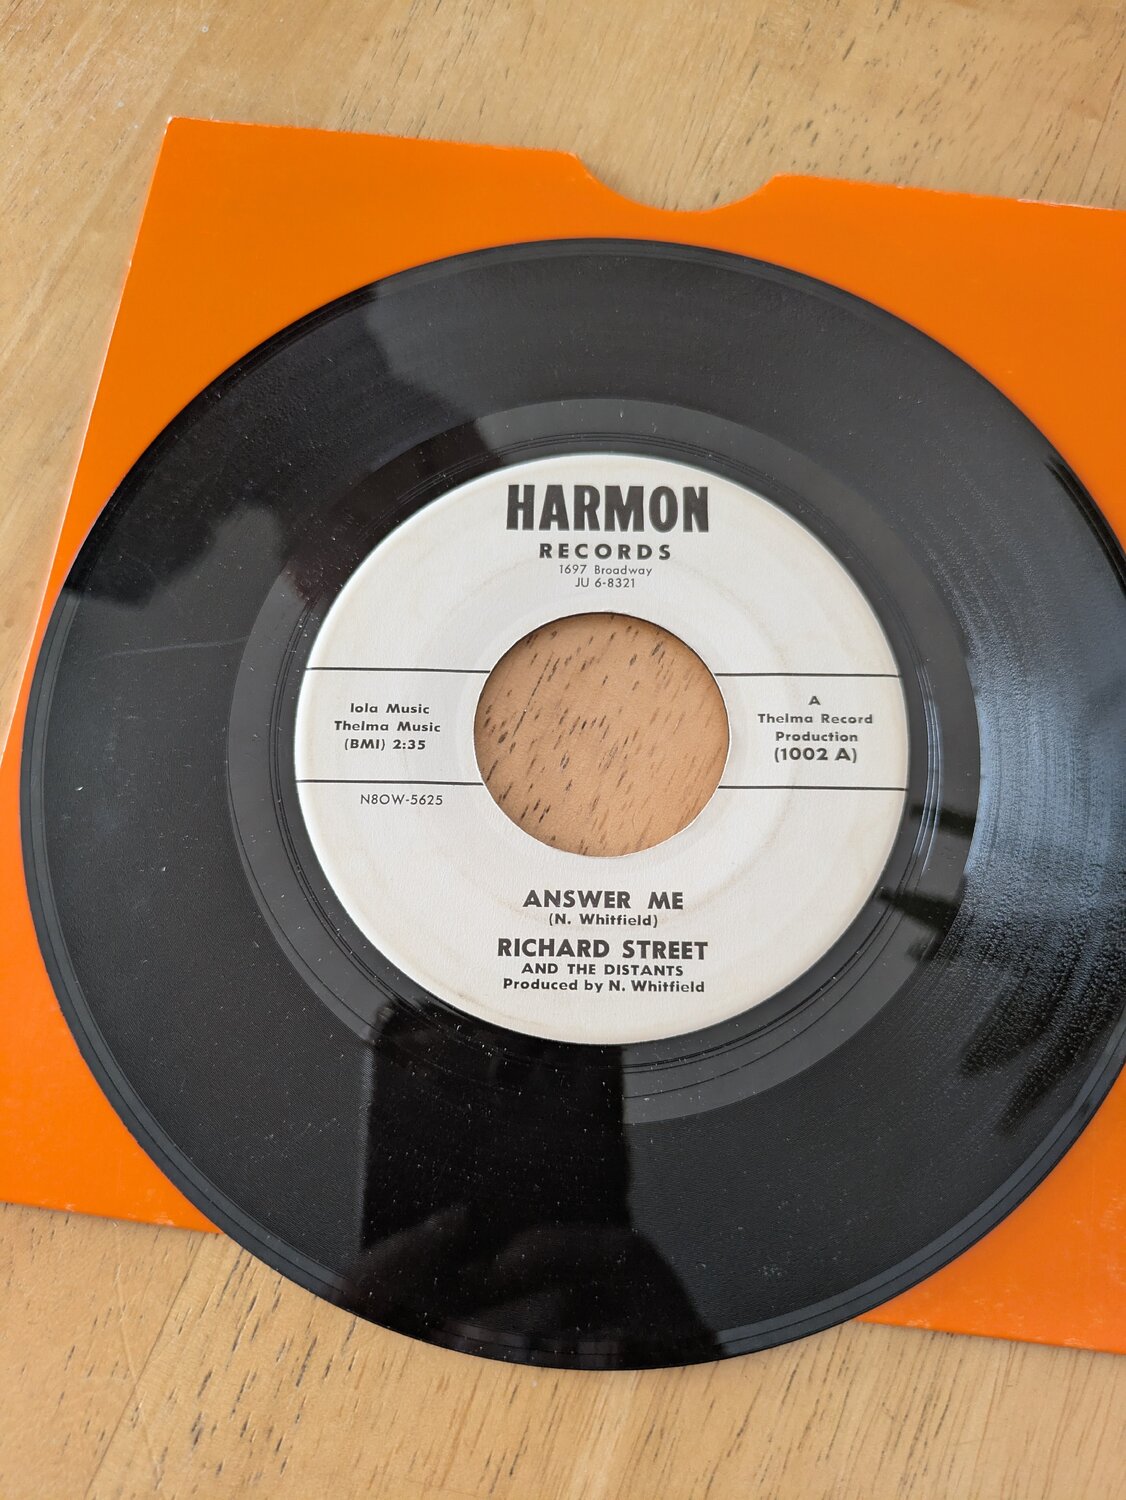 HARMON
RECORDS
1697 Broadway
JU 6-8321
Iola Music
Thelma Music
(BMI) 2:35
N8OW-5625
A
Thelma Record
Production
(1002 A)
ANSWER ME
(N. Whitfield)
RICHARD STREET
AND THE DISTANTS
Produced by N. Whitfield